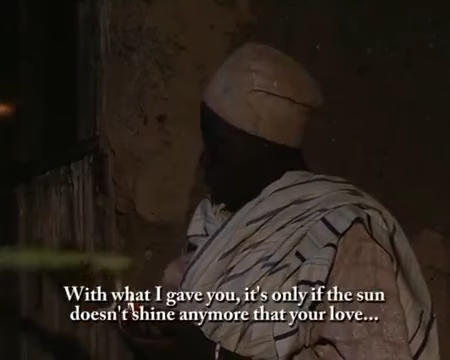 With what I gave you, it's only if the sun
doesn't shine anymore that your love...